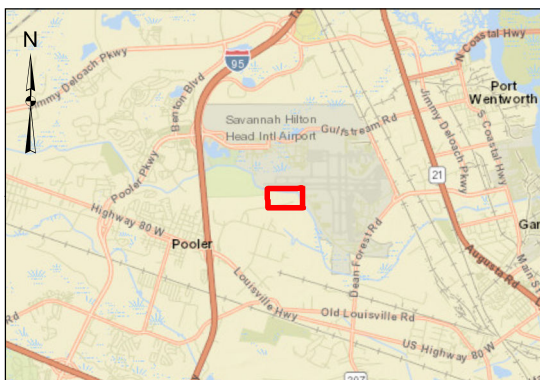 N
95
Jimmy Deloach Pkwy
Benton Blvd
N Coastal Hwy
Port
Wentworth
Savannah Hilton
Head Intl Airport
Gulfstream Rd
Jimmy Deloach Pkwy
S Coastal Hwy
21
Pooler Pkwy
Highway 80 W
Pooler
Dean Forest Rd
Augusta Rd
Main St
Louisville Hwy
Old Louisville Rd
US Highway 80 W
Rd
307